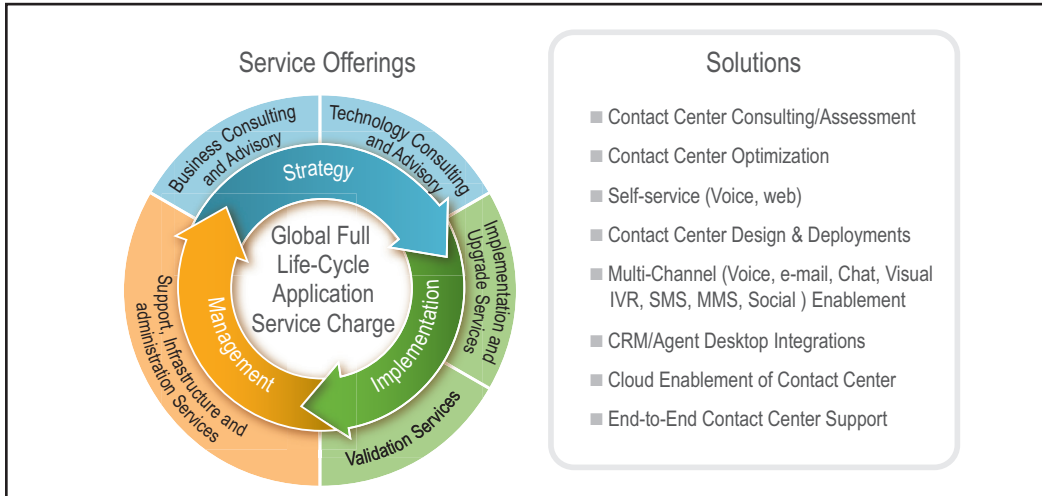 Service Offerings
Business Consulting
and Advisory
Technology Consulting
and Advisory
Strategy
Implementation and
Upgrade Services
Implementation
Validation Services
Support, Infrastructure and
administration Services
Management
Global Full
Life-Cycle
Application
Service Charge
Solutions
Contact Center Consulting/Assessment
Contact Center Optimization
Self-service (Voice, web)
Contact Center Design & Deployments
Multi-Channel (Voice, e-mail, Chat, Visual
IVR, SMS, MMS, Social ) Enablement
CRM/Agent Desktop Integrations
Cloud Enablement of Contact Center
End-to-End Contact Center Support